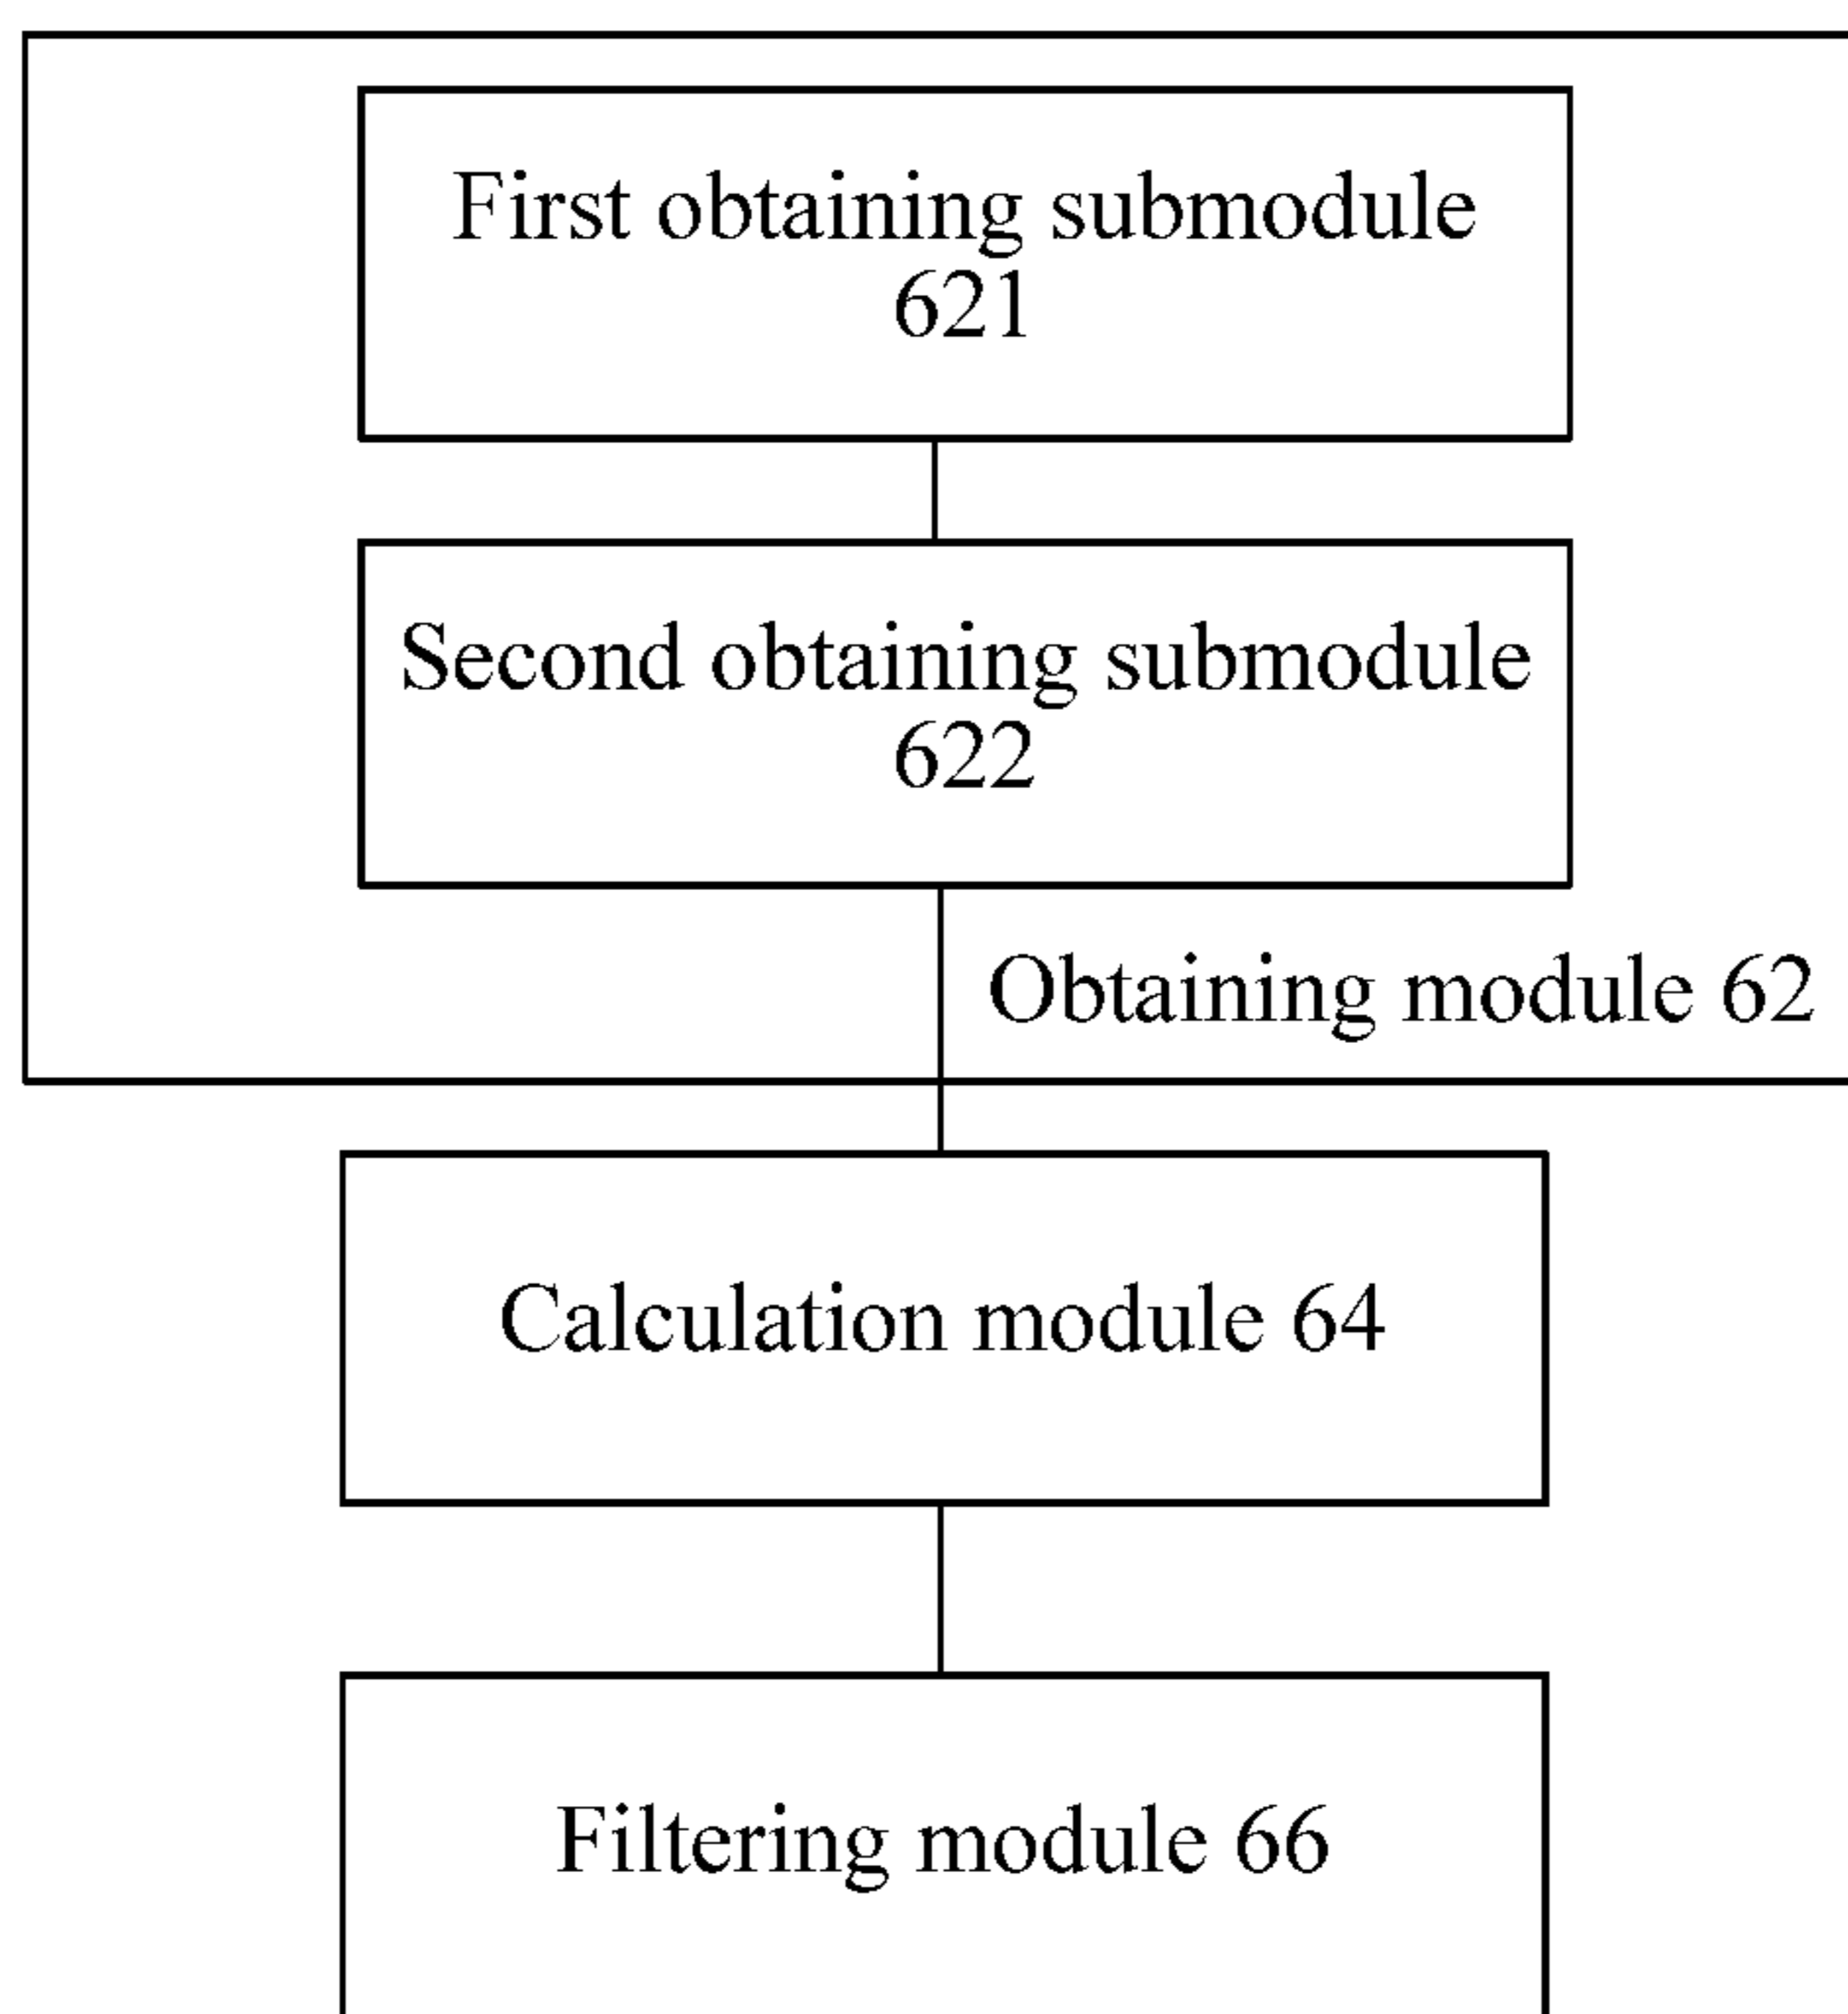 First obtaining submodule
621
Second obtaining submodule
622
Obtaining module 62
Calculation module 64
Filtering module 66